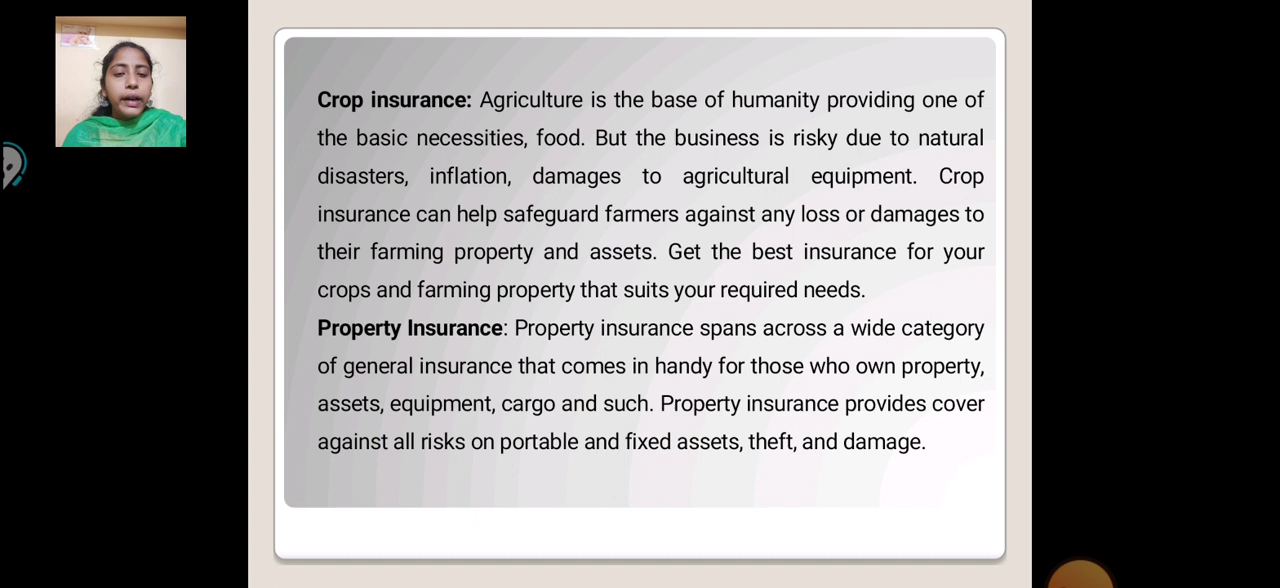 Crop insurance: Agriculture is the base of humanity providing one of
the basic necessities, food. But the business is risky due to natural
disasters, inflation, damages to agricultural equipment. Crop
insurance can help safeguard farmers against any loss or damages to
their farming property and assets. Get the best insurance for your
crops and farming property that suits your required needs.
Property Insurance: Property insurance spans across a wide category
of general insurance that comes in handy for those who own property,
assets, equipment, cargo and such. Property insurance provides cover
against all risks on portable and fixed assets, theft, and damage.